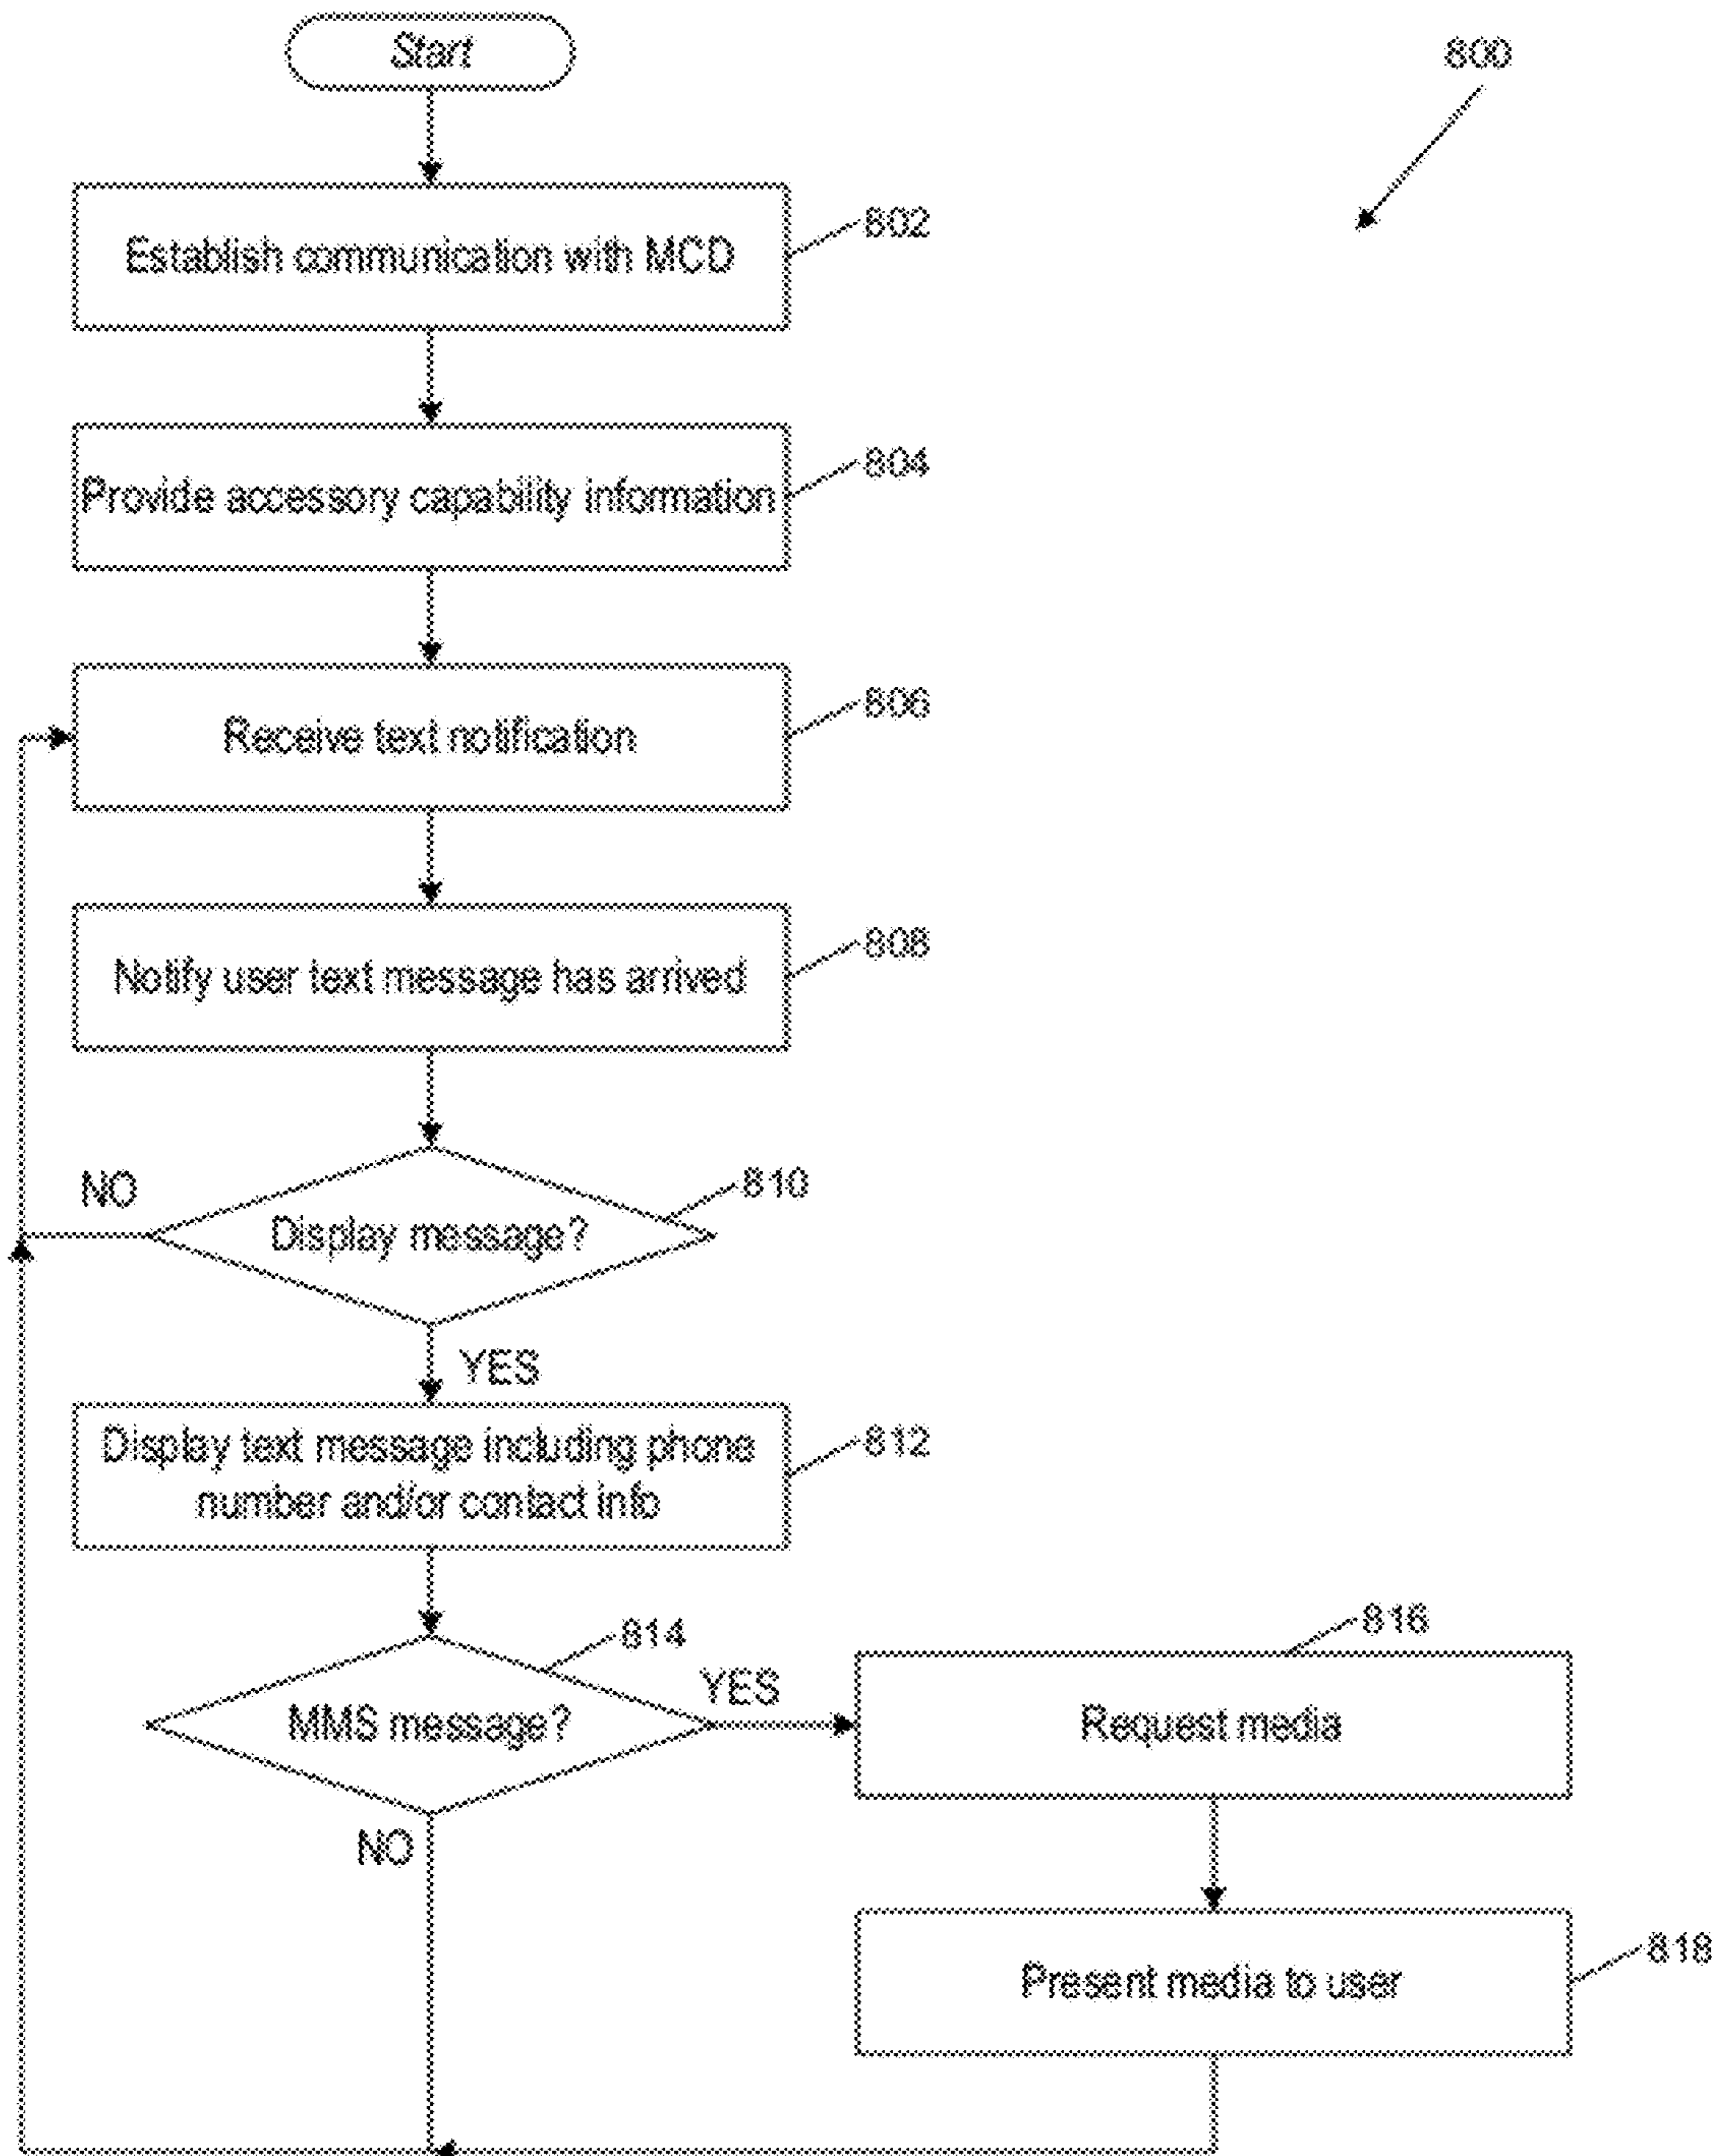 Start
800
802
Establish communication with MCD
804
Provide accessory capability information
806
Receive text notification
808
Notify user text message has arrived
NO
810
Display message?
YES
Display text message including phone
812
number and/or contact info
814
816
MMS message?
YES
Request media
NO
818
Present media to user